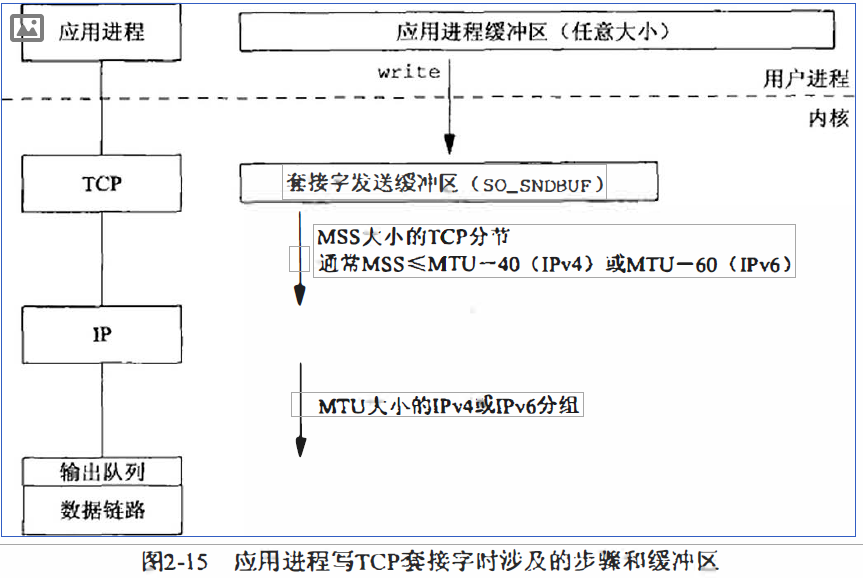 应用进程
应用进程缓冲区（任意大小）
write
用户进程
内核
TCP
套接字发送缓冲区（SO_SNDBUF）
MSS大小的TCP分节
通常MSS≤MTU－40（IPv4）或MTU－60（IPv6）
IP
MTU大小的IPv4或IPv6分组
输出队列
数据链路
图2-15 应用进程写TCP套接字时涉及的步骤和缓冲区